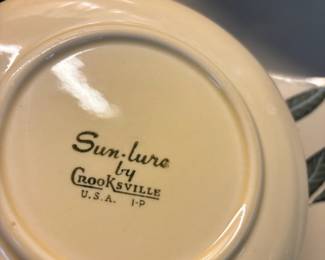 Sun-lure
by
CROOKSVILLE
U.S.A. I-P